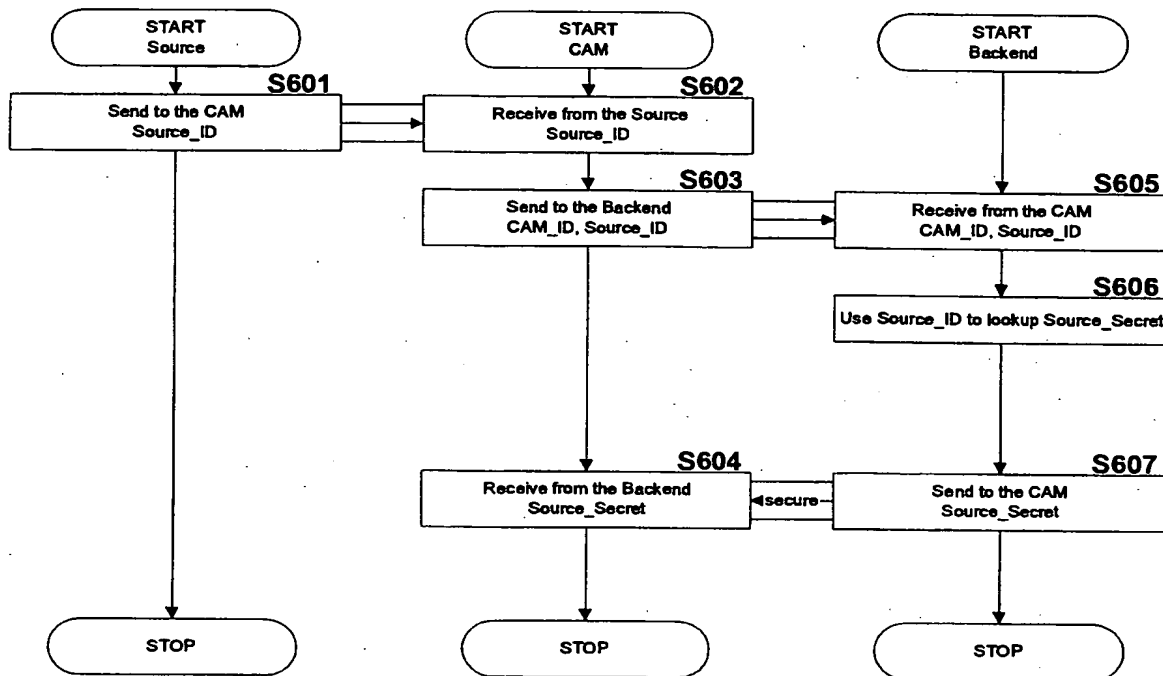 START
Source
START
CAM
START
Backend
S601
Send to the CAM
Source_ID
S602
Receive from the Source
Source_ID
S603
Send to the Backend
CAM_ID, Source_ID
S605
Receive from the CAM
CAM_ID, Source_ID
S606
Use Source_ID to lookup Source_Secret
S604
Receive from the Backend
Source_Secret
secure
S607
Send to the CAM
Source_Secret
STOP
STOP
STOP